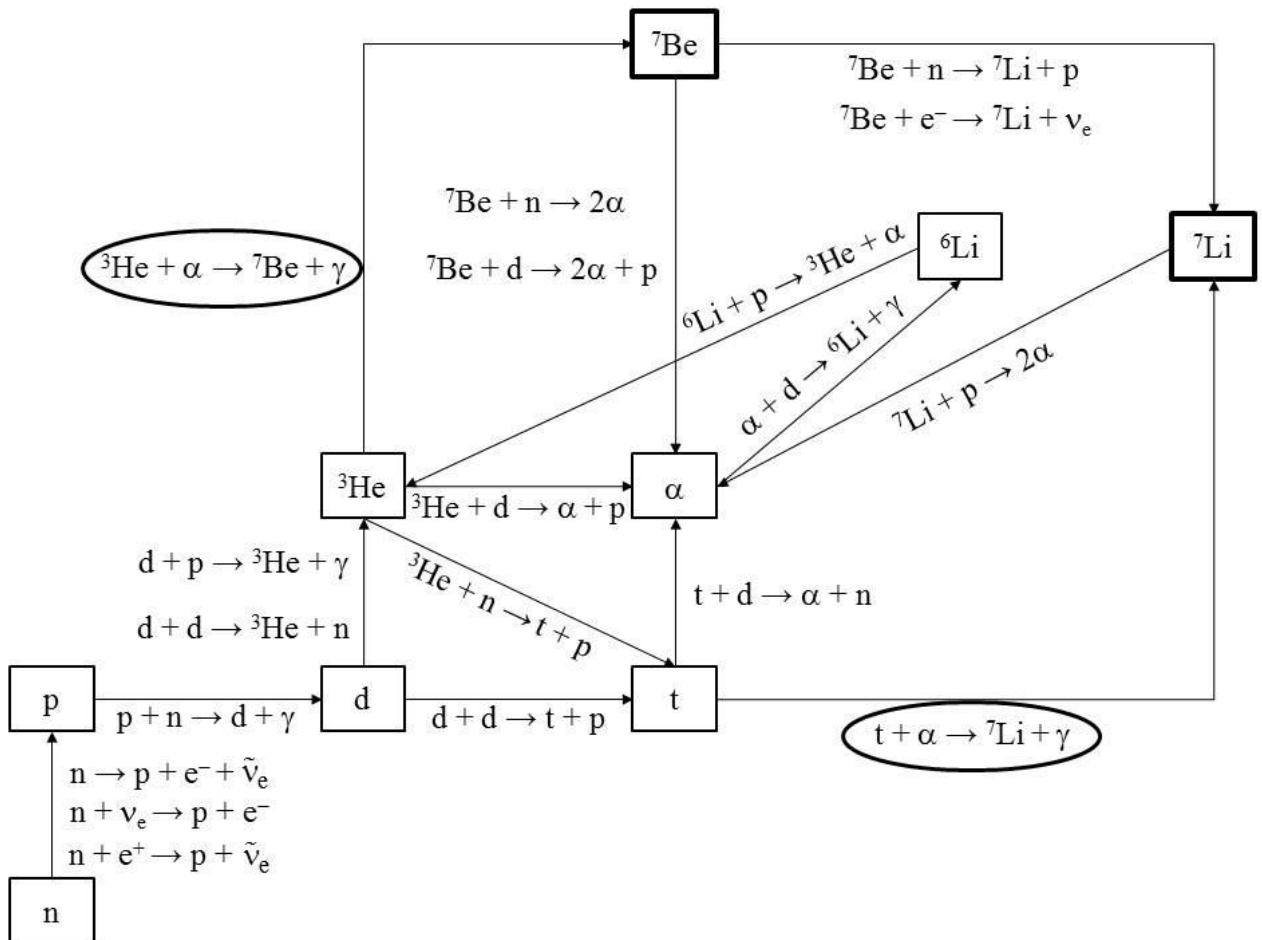 ⁷Be
⁷Be + n → ⁷Li + p
⁷Be + e⁻ → ⁷Li + νₑ
⁷Be + n → 2α
⁷Be + d → 2α + p
³He + α → ⁷Be + γ
⁶Li
⁷Li
⁶Li + p → ³He + α
α + d → ⁶Li + γ
⁷Li + p → 2α
³He
³He + d → α + p
α
d + p → ³He + γ
d + d → ³He + n
³He + n → t + p
t + d → α + n
p
p + n → d + γ
d
d + d → t + p
t
t + α → ⁷Li + γ
n → p + e⁻ + ν̃ₑ
n + νₑ → p + e⁻
n + e⁺ → p + ν̃ₑ
n